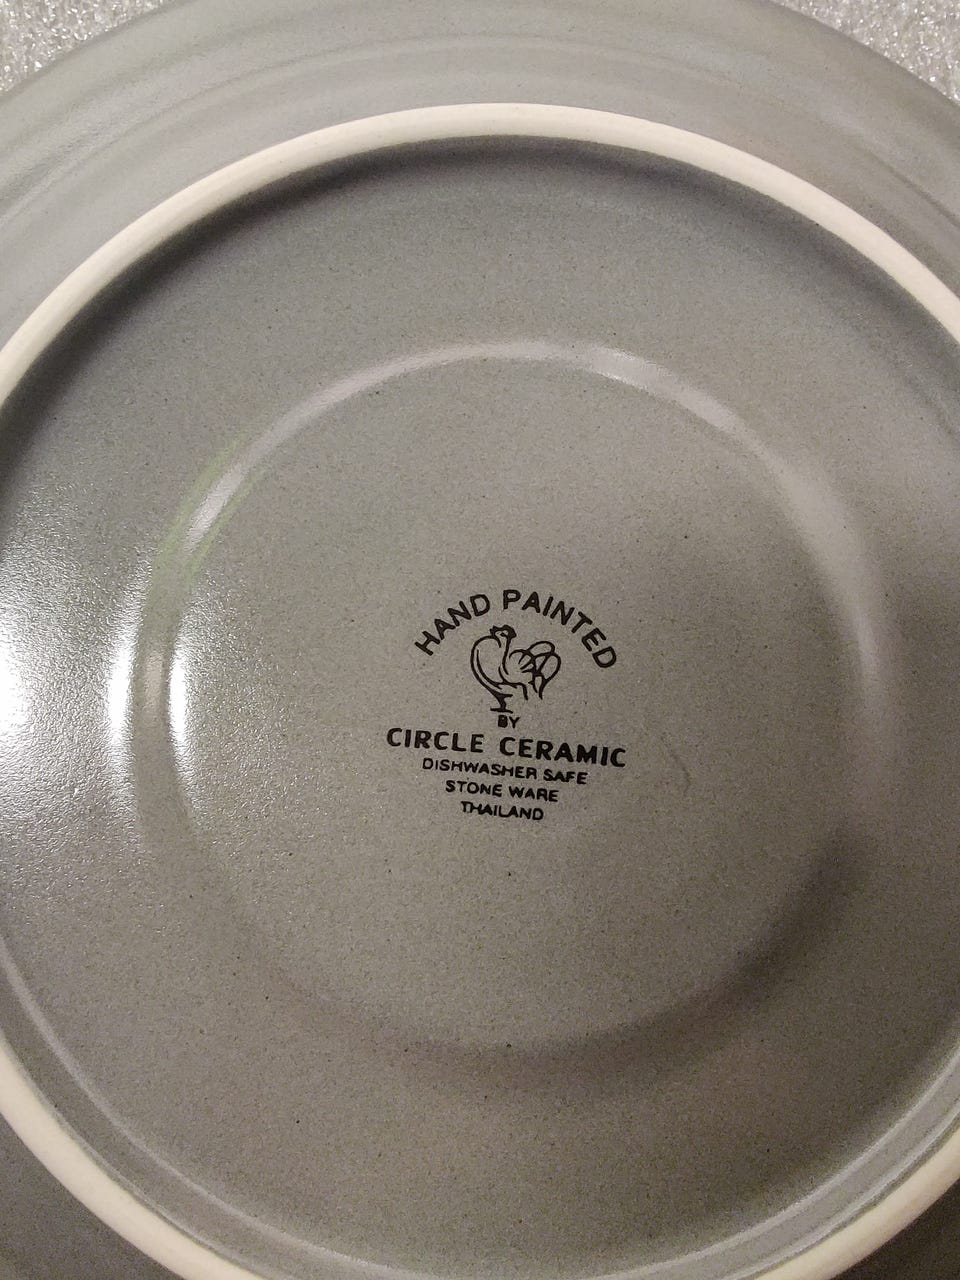 HAND PAINTED
BY
CIRCLE CERAMIC
DISHWASHER SAFE
STONE WARE
THAILAND